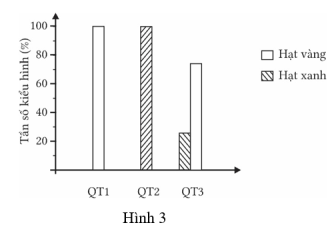 Tần số kiểu hình (%)
100
80
60
40
20
QT1 QT2 QT3
Hạt vàng
Hạt xanh
Hình 3